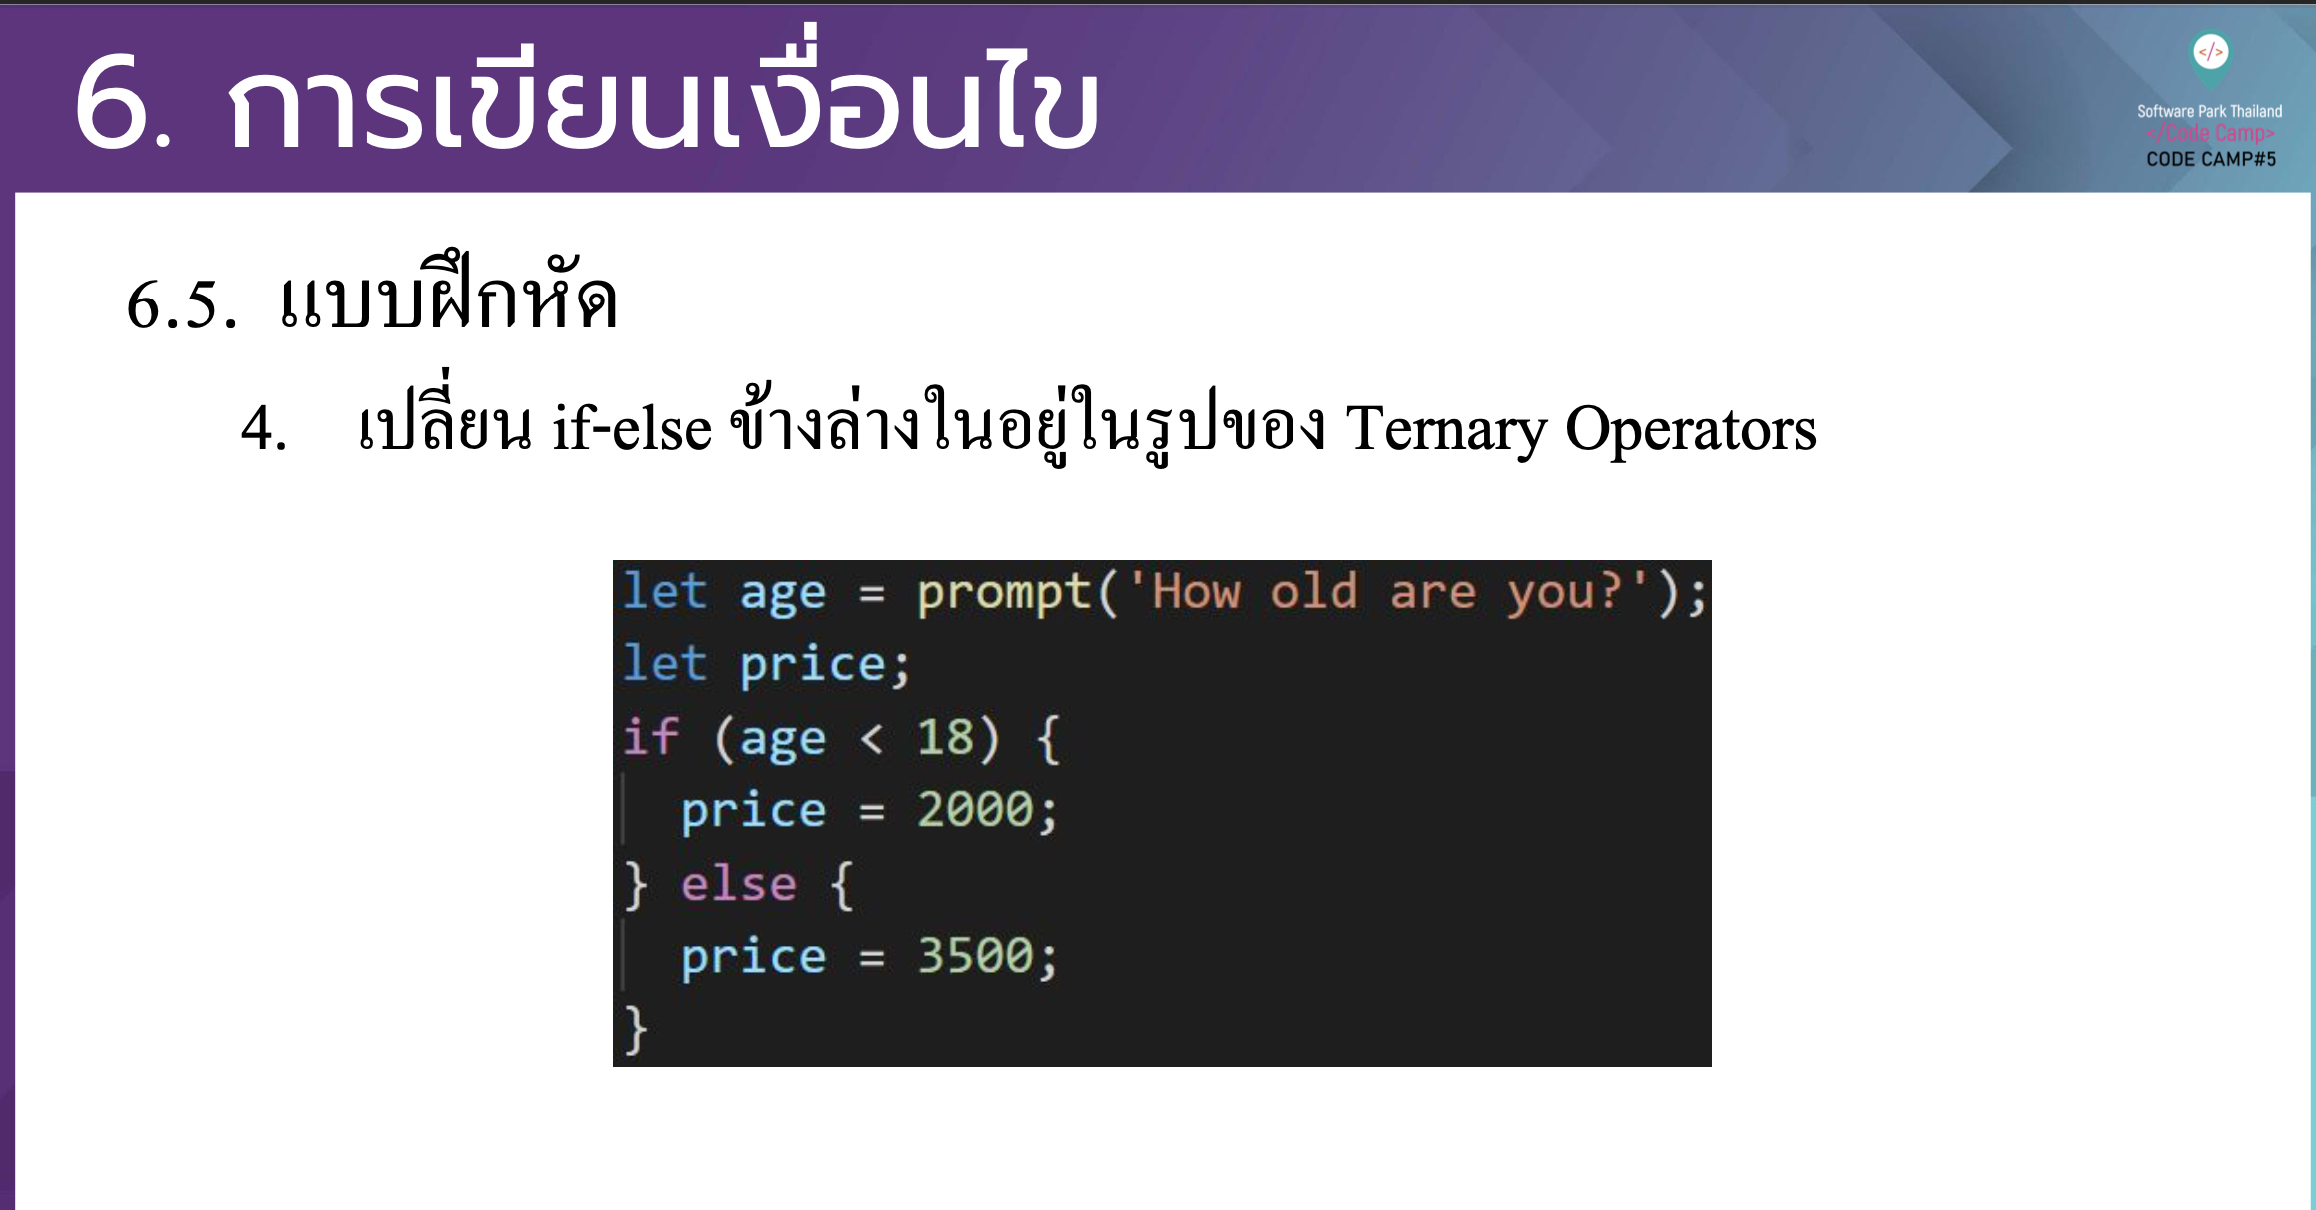 6. การเขียนเงื่อนไข
</>
Software Park Thailand
</Code Camp>
CODE CAMP#5
6.5. แบบฝึกหัด
4. เปลี่ยน if-else ข้างล่างในอยู่ในรูปของ Ternary Operators
let age = prompt('How old are you?');
let price;
if (age < 18) {
  price = 2000;
} else {
  price = 3500;
}